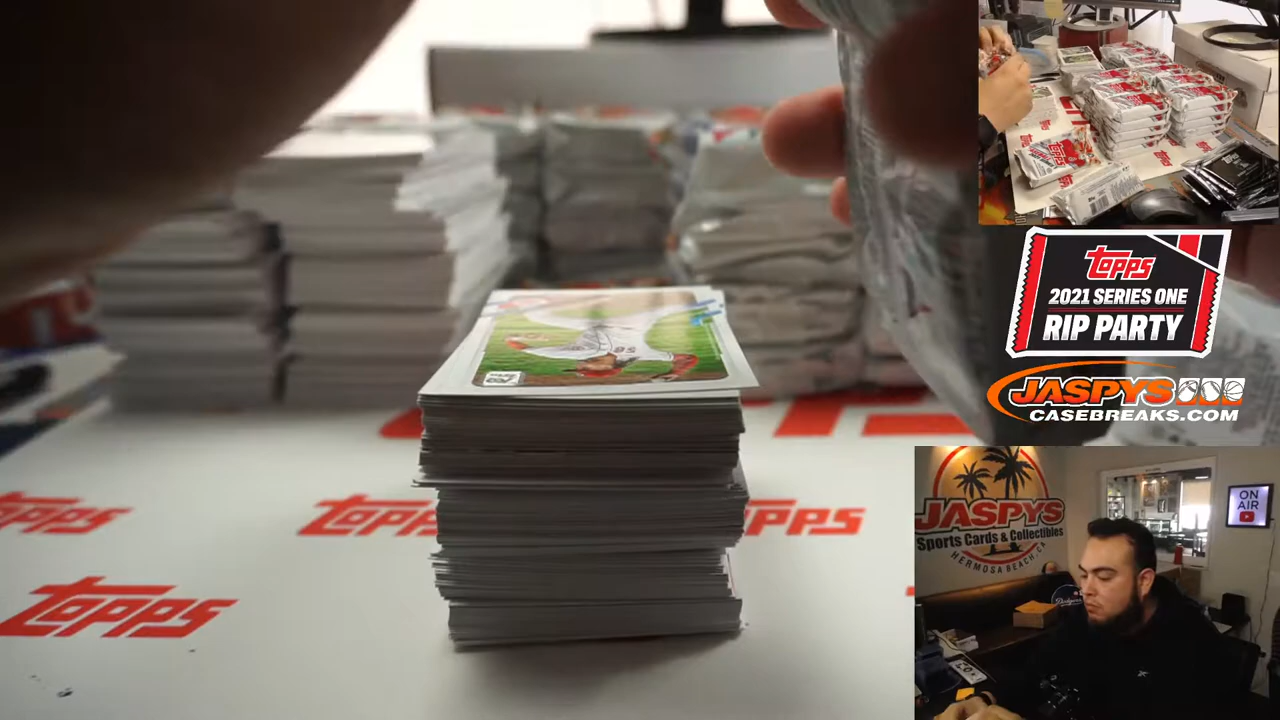 TOPPS
2021 SERIES ONE
RIP PARTY
JASPYS
CASEBREAKS.COM
TOPPS
TOPPS
TOPPS
TOPPS
JASPYS
Sports Cards & Collectibles
HERMOSA BEACH, CA
ON
AIR
Dodgers